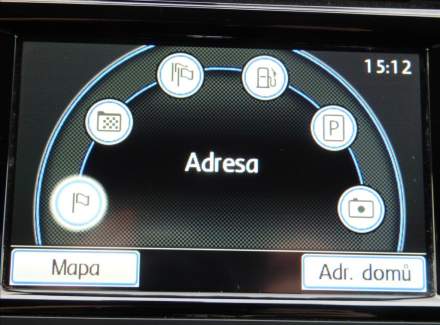 15:12
P
Adresa
Mapa
Adr. domů